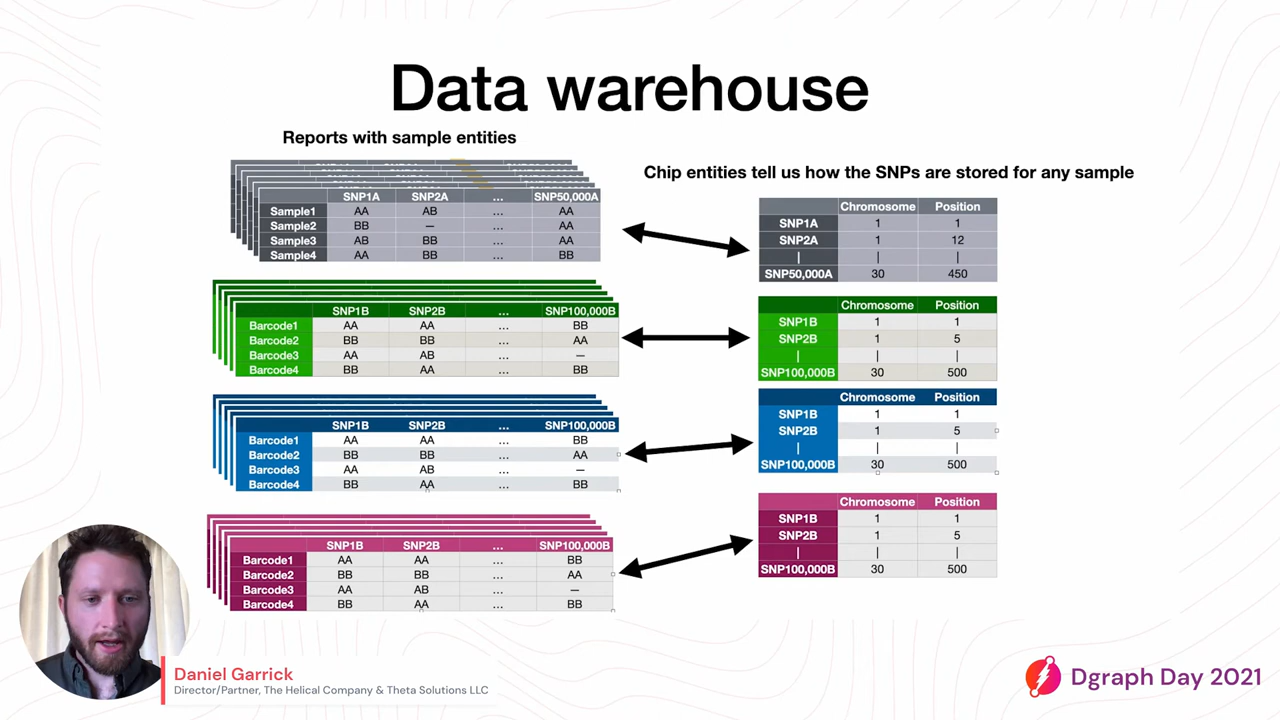 Data warehouse
Reports with sample entities
Chip entities tell us how the SNPs are stored for any sample
SNP1A SNP2A ... SNP50,000A
Sample1 AA AB ... AA
Sample2 BB — ... AA
Sample3 AB BB ... AA
Sample4 AA BB ... BB
Chromosome Position
SNP1A 1 1
SNP2A 1 12
| | |
SNP50,000A 30 450
SNP1B SNP2B ... SNP100,000B
Barcode1 AA AA ... BB
Barcode2 BB BB ... AA
Barcode3 AA AB ... —
Barcode4 BB AA ... BB
Chromosome Position
SNP1B 1 1
SNP2B 1 5
| | |
SNP100,000B 30 500
SNP1B SNP2B ... SNP100,000B
Barcode1 AA AA ... BB
Barcode2 BB BB ... AA
Barcode3 AA AB ... —
Barcode4 BB AA ... BB
Chromosome Position
SNP1B 1 1
SNP2B 1 5
| | |
SNP100,000B 30 500
SNP1B SNP2B ... SNP100,000B
Barcode1 AA AA ... BB
Barcode2 BB BB ... AA
Barcode3 AA AB ... —
Barcode4 BB AA ... BB
Chromosome Position
SNP1B 1 1
SNP2B 1 5
| | |
SNP100,000B 30 500
Daniel Garrick
Director/Partner, The Helical Company & Theta Solutions LLC
Dgraph Day 2021